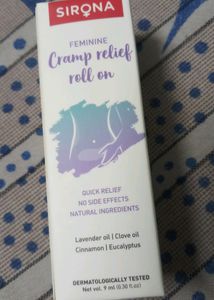 SIRONA
FEMININE
Cramp relief
roll on
QUICK RELIEF
NO SIDE EFFECTS
NATURAL INGREDIENTS
Lavender oil | Clove oil
Cinnamon | Eucalyptus
DERMATOLOGICALLY TESTED
Net vol. 9 ml (0.30 fl oz)